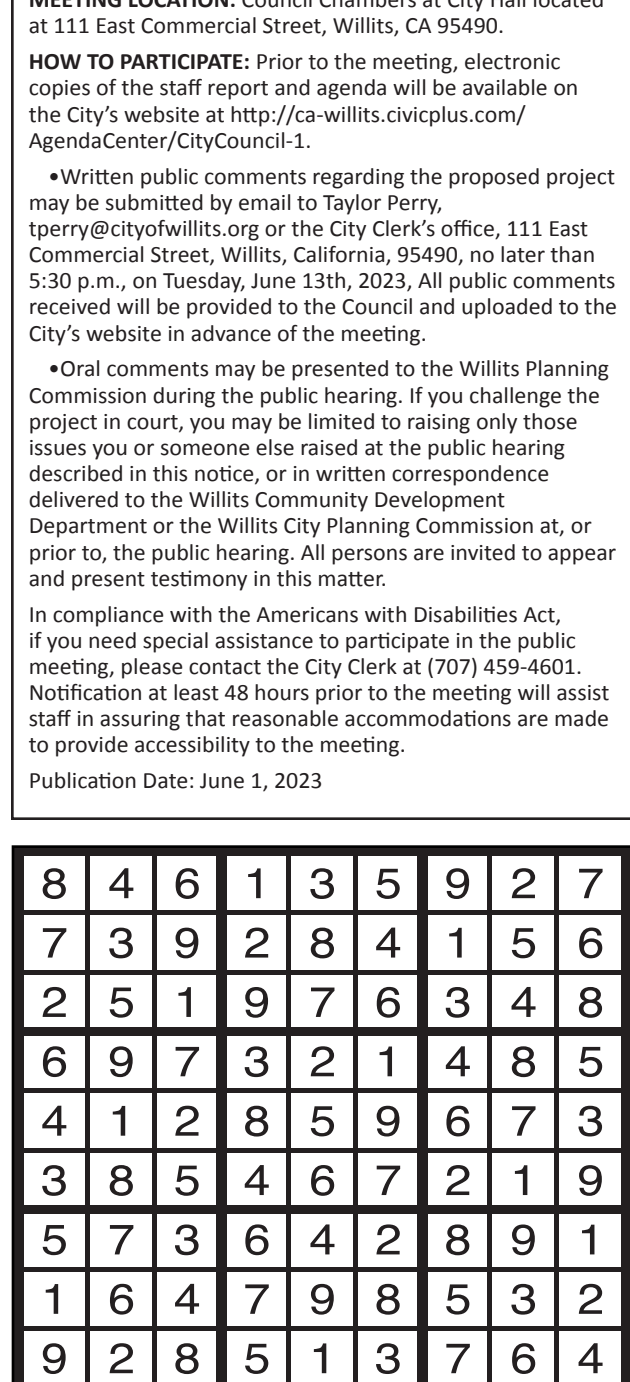 MEETING LOCATION: Council Chambers at City Hall located
at 111 East Commercial Street, Willits, CA 95490.
HOW TO PARTICIPATE: Prior to the meeting, electronic
copies of the staff report and agenda will be available on
the City’s website at http://ca-willits.civicplus.com/
AgendaCenter/CityCouncil-1.
•Written public comments regarding the proposed project
may be submitted by email to Taylor Perry,
tperry@cityofwillits.org or the City Clerk’s office, 111 East
Commercial Street, Willits, California, 95490, no later than
5:30 p.m., on Tuesday, June 13th, 2023, All public comments
received will be provided to the Council and uploaded to the
City’s website in advance of the meeting.
•Oral comments may be presented to the Willits Planning
Commission during the public hearing. If you challenge the
project in court, you may be limited to raising only those
issues you or someone else raised at the public hearing
described in this notice, or in written correspondence
delivered to the Willits Community Development
Department or the Willits City Planning Commission at, or
prior to, the public hearing. All persons are invited to appear
and present testimony in this matter.
In compliance with the Americans with Disabilities Act,
if you need special assistance to participate in the public
meeting, please contact the City Clerk at (707) 459-4601.
Notification at least 48 hours prior to the meeting will assist
staff in assuring that reasonable accommodations are made
to provide accessibility to the meeting.
Publication Date: June 1, 2023
8 4 6 1 3 5 9 2 7
7 3 9 2 8 4 1 5 6
2 5 1 9 7 6 3 4 8
6 9 7 3 2 1 4 8 5
4 1 2 8 5 9 6 7 3
3 8 5 4 6 7 2 1 9
5 7 3 6 4 2 8 9 1
1 6 4 7 9 8 5 3 2
9 2 8 5 1 3 7 6 4